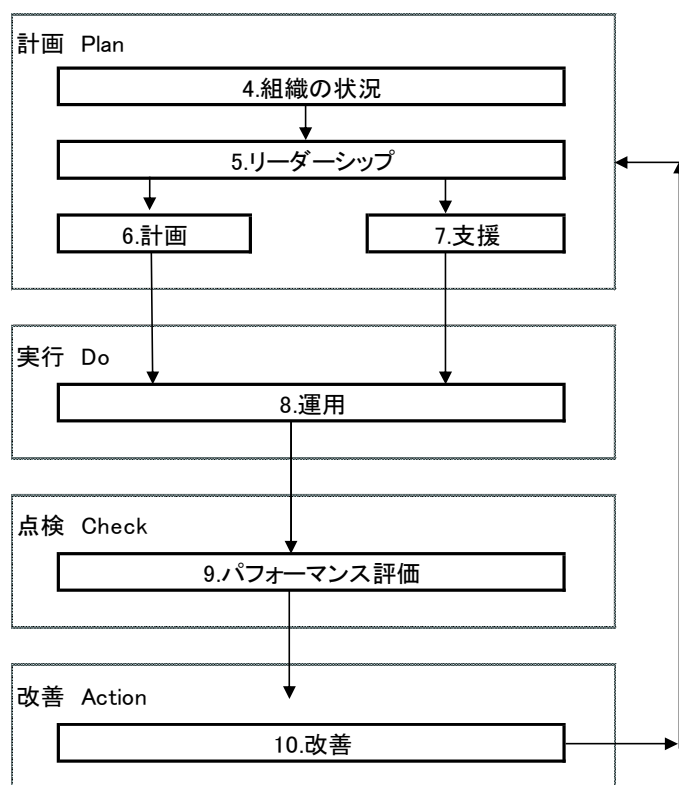 計画 Plan
4.組織の状況
5.リーダーシップ
6.計画
7.支援
実行 Do
8.運用
点検 Check
9.パフォーマンス評価
改善 Action
10.改善